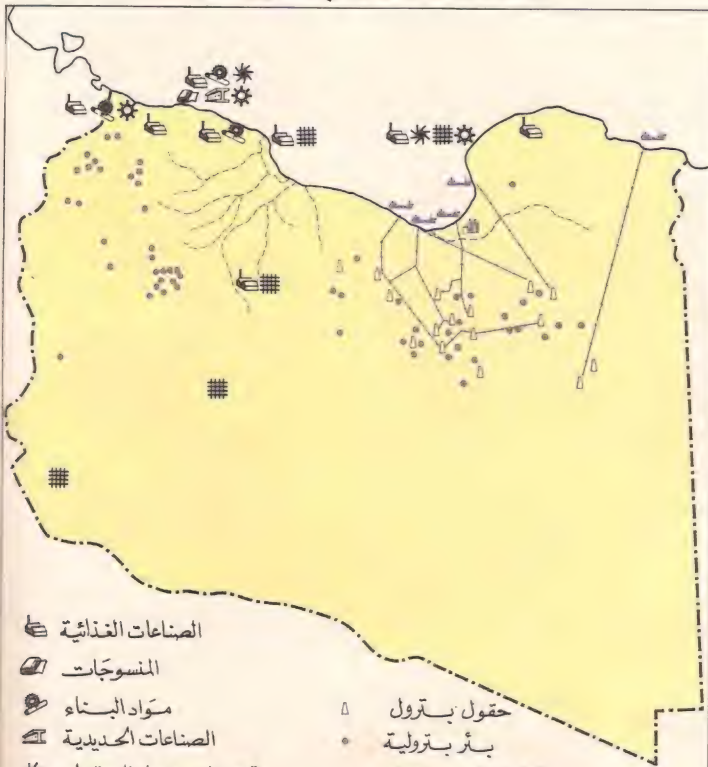 الصناعات الغذائية
المنسوجات
مواد البناء
الصناعات الحديدية
حقول بترول
بئر بترولية